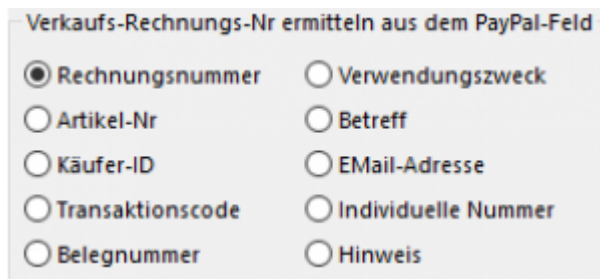 Verkaufs-Rechnungs-Nr ermitteln aus dem PayPal-Feld
Rechnungsnummer Verwendungszweck
Artikel-Nr Betreff
Käufer-ID EMail-Adresse
Transaktionscode Individuelle Nummer
Belegnummer Hinweis